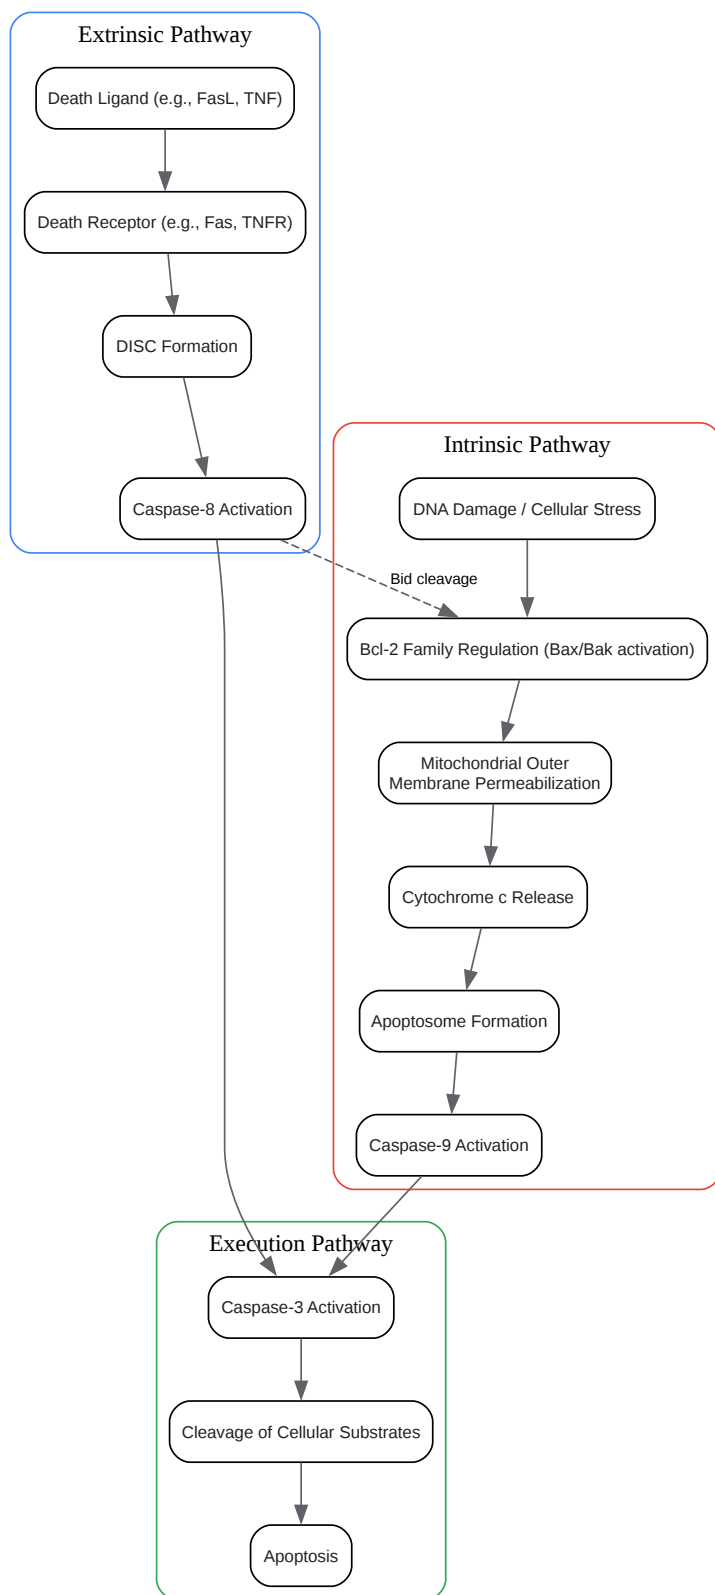 Extrinsic Pathway
Death Ligand (e.g., FasL, TNF)
Death Receptor (e.g., Fas, TNFR)
DISC Formation
Caspase-8 Activation
Intrinsic Pathway
DNA Damage / Cellular Stress
Bid cleavage
Bcl-2 Family Regulation (Bax/Bak activation)
Mitochondrial Outer
Membrane Permeabilization
Cytochrome c Release
Apoptosome Formation
Caspase-9 Activation
Execution Pathway
Caspase-3 Activation
Cleavage of Cellular Substrates
Apoptosis